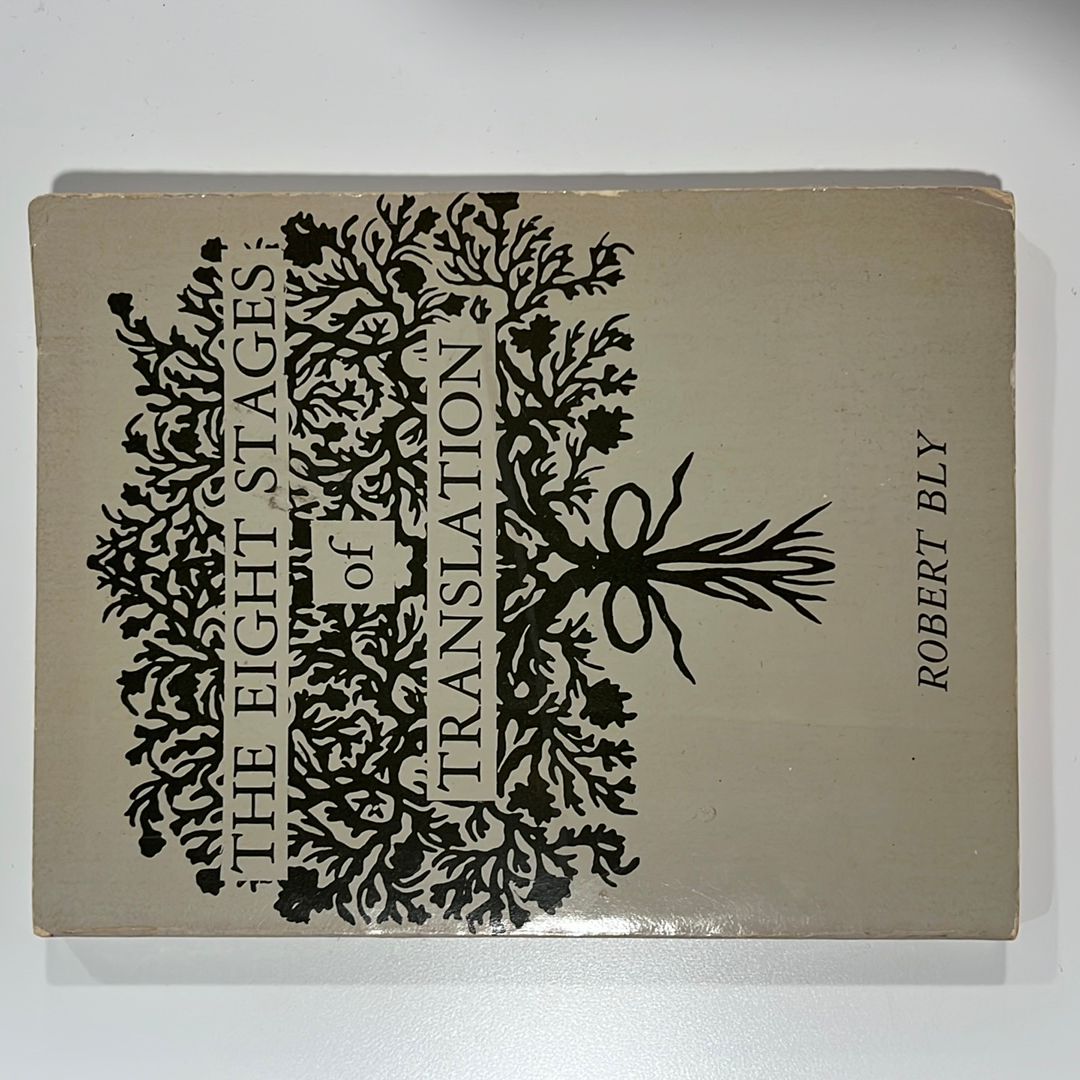 THE EIGHT STAGES
of
TRANSLATION
ROBERT BLY